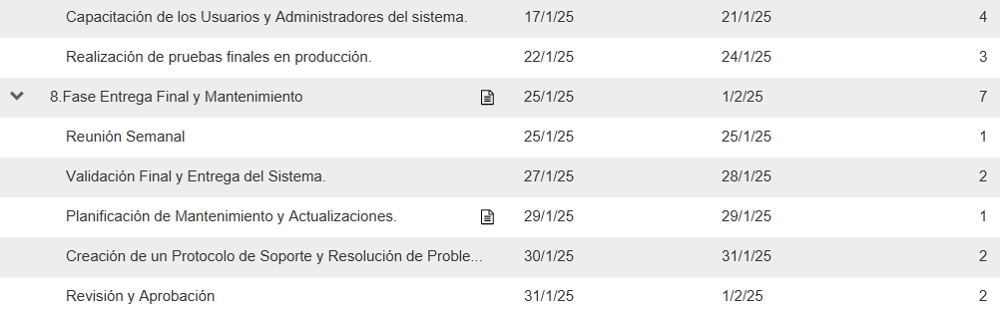 Capacitación de los Usuarios y Administradores del sistema. 17/1/25 21/1/25 4
Realización de pruebas finales en producción. 22/1/25 24/1/25 3
8.Fase Entrega Final y Mantenimiento 25/1/25 1/2/25 7
Reunión Semanal 25/1/25 25/1/25 1
Validación Final y Entrega del Sistema. 27/1/25 28/1/25 2
Planificación de Mantenimiento y Actualizaciones. 29/1/25 29/1/25 1
Creación de un Protocolo de Soporte y Resolución de Proble... 30/1/25 31/1/25 2
Revisión y Aprobación 31/1/25 1/2/25 2